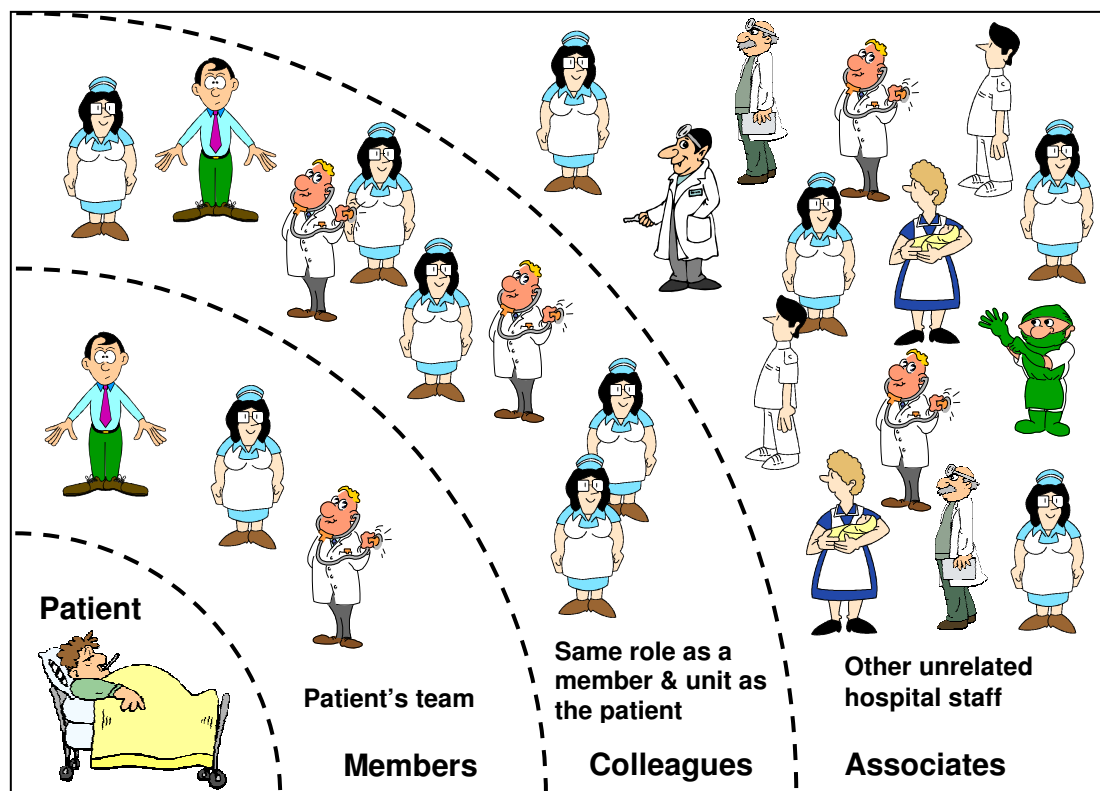 Patient
Patient's team
Members
Same role as a
member & unit as
the patient
Colleagues
Other unrelated
hospital staff
Associates